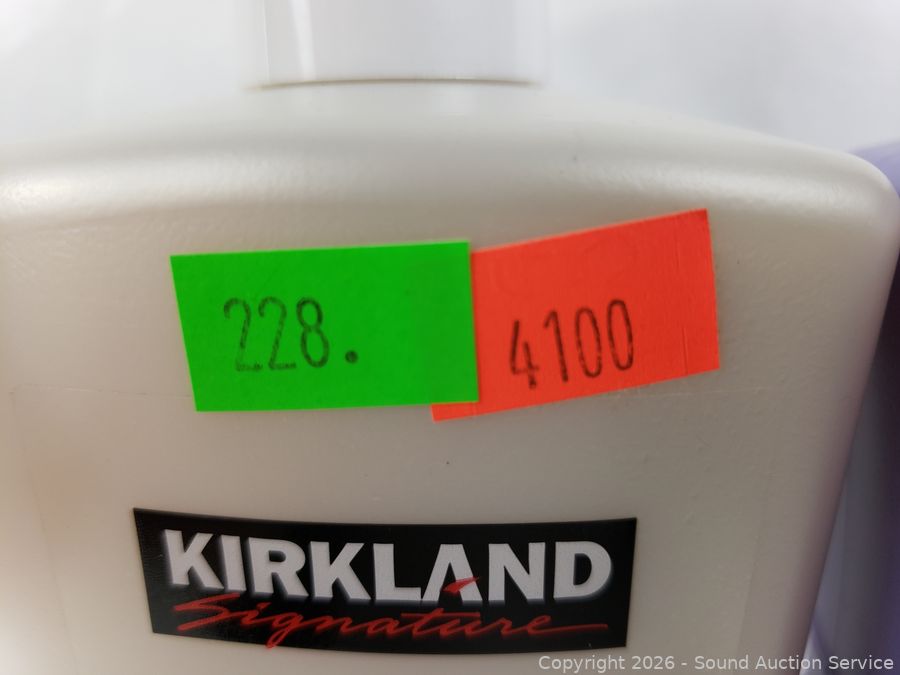 228.
4100
KIRKLAND
Signature
Copyright 2026 - Sound Auction Service